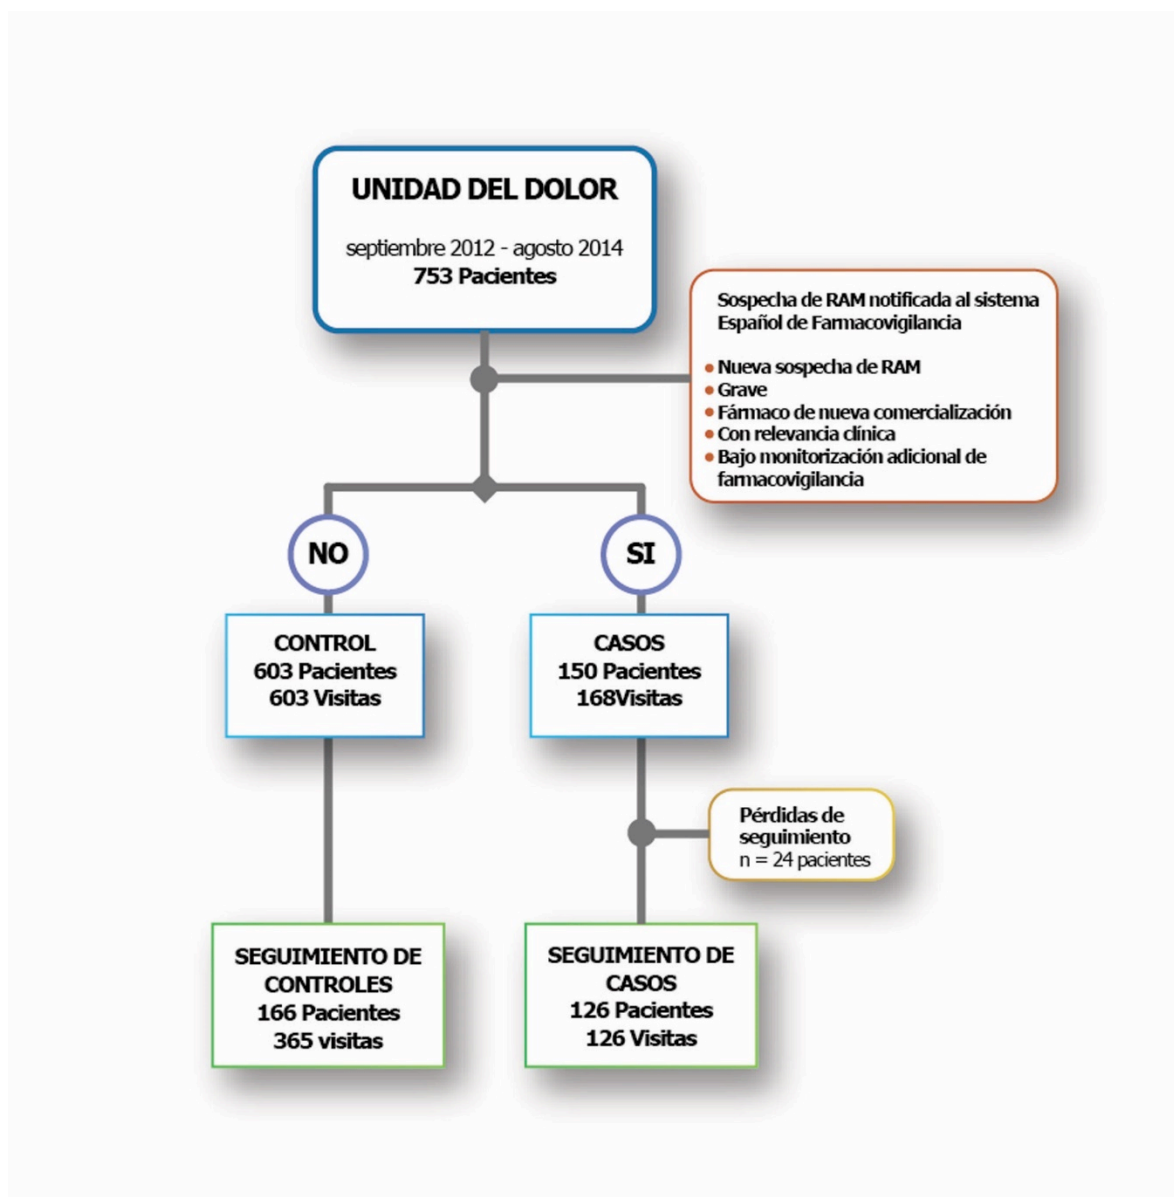 UNIDAD DEL DOLOR
septiembre 2012 - agosto 2014
753 Pacientes
Sospecha de RAM notificada al sistema
Español de Farmacovigilancia
• Nueva sospecha de RAM
• Grave
• Fármaco de nueva comercialización
• Con relevancia clínica
• Bajo monitorización adicional de
farmacovigilancia
NO
SI
CONTROL
603 Pacientes
603 Visitas
CASOS
150 Pacientes
168Visitas
Pérdidas de
seguimiento
n = 24 pacientes
SEGUIMIENTO DE
CONTROLES
166 Pacientes
365 visitas
SEGUIMIENTO DE
CASOS
126 Pacientes
126 Visitas